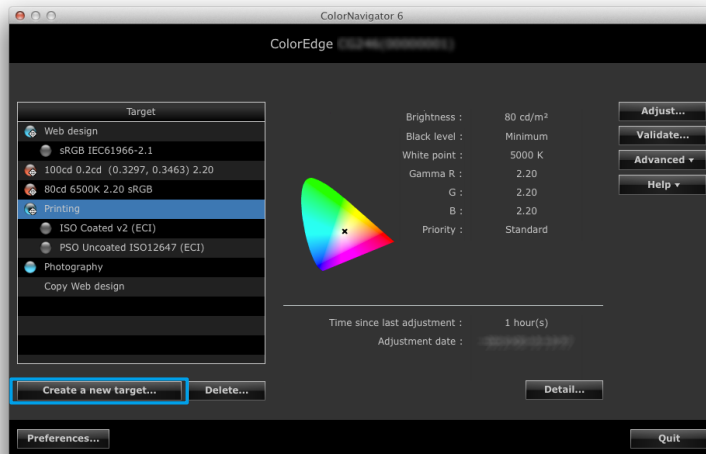 ColorNavigator 6
ColorEdge
Target
Web design
sRGB IEC61966-2.1
100cd 0.2cd (0.3297, 0.3463) 2.20
80cd 6500K 2.20 sRGB
Printing
ISO Coated v2 (ECI)
PSO Uncoated ISO12647 (ECI)
Photography
Copy Web design
Brightness : 80 cd/m²
Black level : Minimum
White point : 5000 K
Gamma R : 2.20
G : 2.20
B : 2.20
Priority : Standard
Time since last adjustment : 1 hour(s)
Adjustment date :
Adjust...
Validate...
Advanced ▾
Help ▾
Create a new target...
Delete...
Detail...
Preferences...
Quit